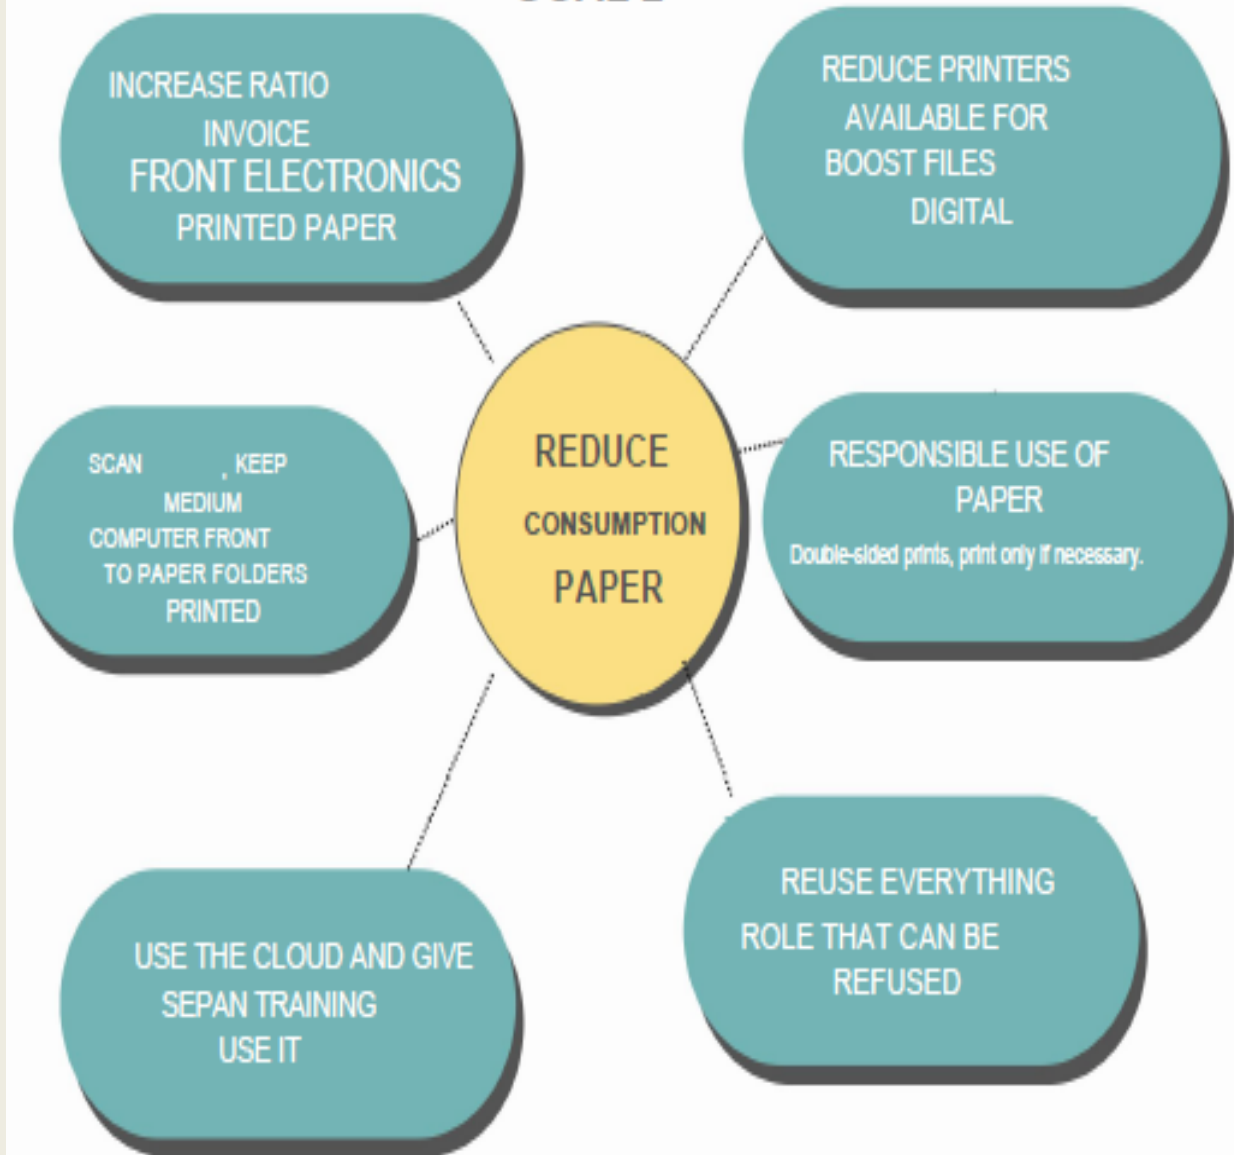 INCREASE RATIO
INVOICE
FRONT ELECTRONICS
PRINTED PAPER
REDUCE PRINTERS
AVAILABLE FOR
BOOST FILES
DIGITAL
SCAN , KEEP
MEDIUM
COMPUTER FRONT
TO PAPER FOLDERS
PRINTED
REDUCE
CONSUMPTION
PAPER
RESPONSIBLE USE OF
PAPER
Double-sided prints, print only if necessary.
USE THE CLOUD AND GIVE
SEPAN TRAINING
USE IT
REUSE EVERYTHING
ROLE THAT CAN BE
REFUSED